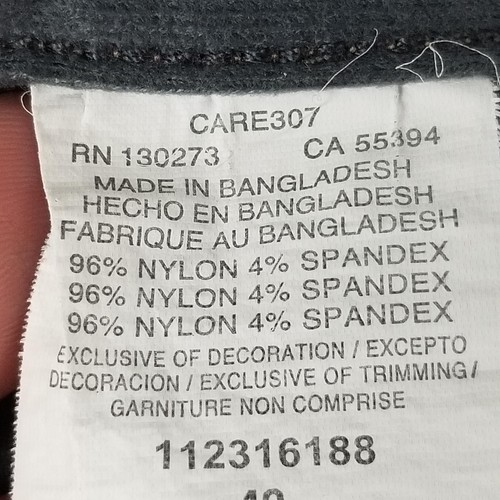 CARE307
RN 130273 CA 55394
MADE IN BANGLADESH
HECHO EN BANGLADESH
FABRIQUE AU BANGLADESH
96% NYLON 4% SPANDEX
96% NYLON 4% SPANDEX
96% NYLON 4% SPANDEX
EXCLUSIVE OF DECORATION / EXCEPTO
DECORACION / EXCLUSIVE OF TRIMMING/
GARNITURE NON COMPRISE
112316188